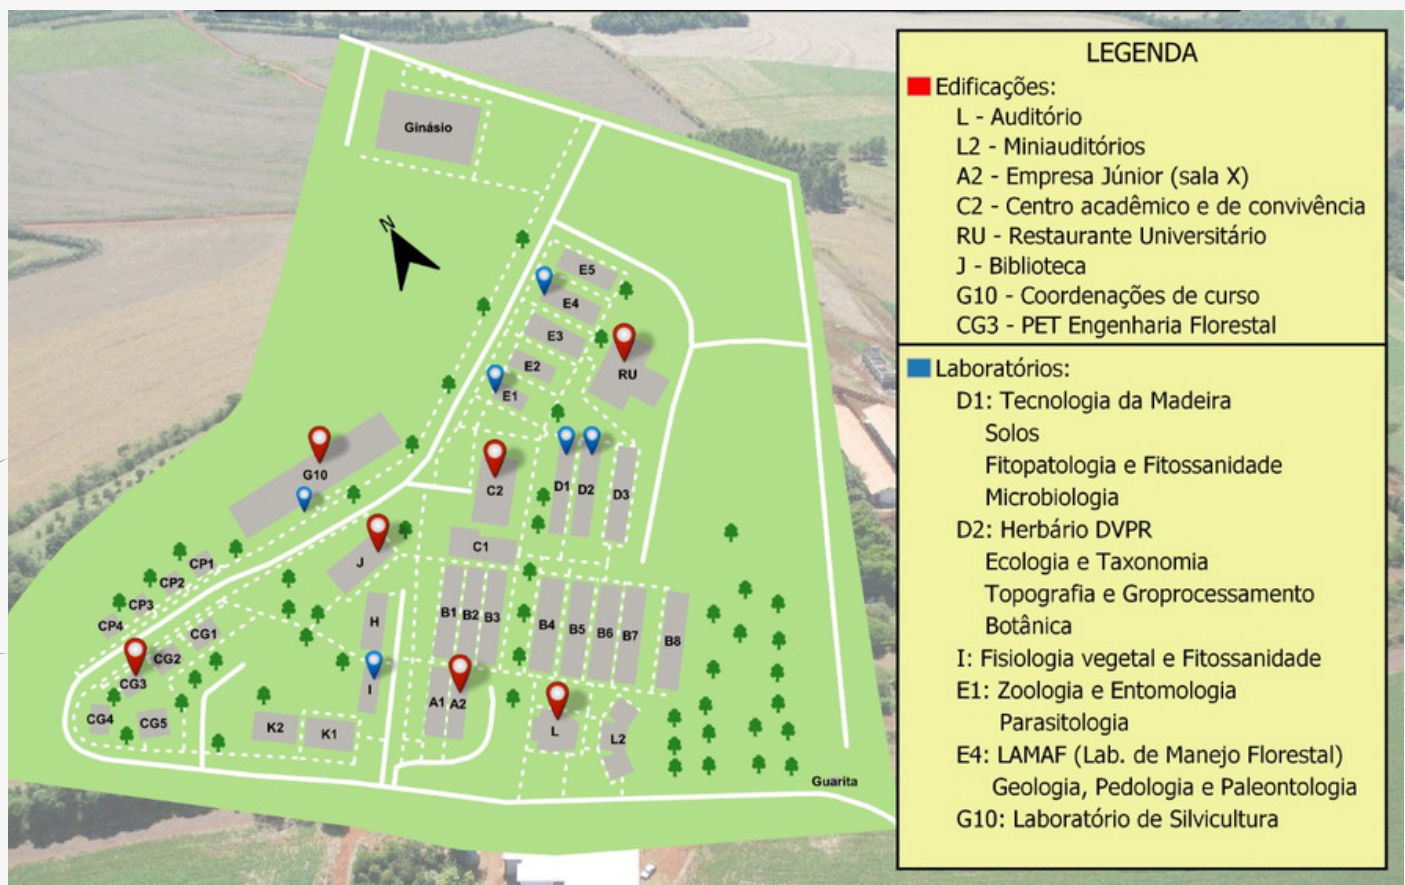 Ginásio
N
E5
E4
E3
E2
E1
RU
G10
C2
D1
D2
D3
J
C1
CP1
CP2
CP3
CP4
H
B1
B2
B3
B4
B5
B6
B7
B8
CG1
CG2
CG3
CG4
CG5
I
A1
A2
K2
K1
L
L2
Guarita
LEGENDA
Edificações:
L - Auditório
L2 - Miniauditórios
A2 - Empresa Júnior (sala X)
C2 - Centro acadêmico e de convivência
RU - Restaurante Universitário
J - Biblioteca
G10 - Coordenações de curso
CG3 - PET Engenharia Florestal
Laboratórios:
D1: Tecnologia da Madeira
Solos
Fitopatologia e Fitossanidade
Microbiologia
D2: Herbário DVPR
Ecologia e Taxonomia
Topografia e Groprocessamento
Botânica
I: Fisiologia vegetal e Fitossanidade
E1: Zoologia e Entomologia
Parasitologia
E4: LAMAF (Lab. de Manejo Florestal)
Geologia, Pedologia e Paleontologia
G10: Laboratório de Silvicultura